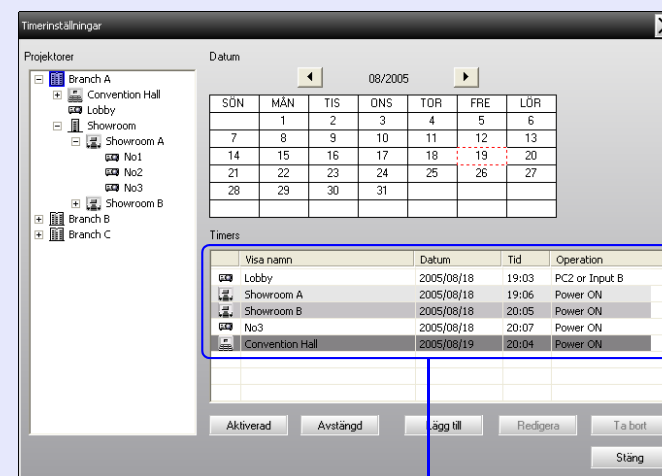 Timerinställningar
Projektorer
Branch A
Convention Hall
Lobby
Showroom
Showroom A
No1
No2
No3
Showroom B
Branch B
Branch C
Datum
08/2005
SÖN MÅN TIS ONS TOR FRE LÖR
1 2 3 4 5 6
7 8 9 10 11 12 13
14 15 16 17 18 19 20
21 22 23 24 25 26 27
28 29 30 31
Timers
Visa namn Datum Tid Operation
Lobby 2005/08/18 19:03 PC2 or Input B
Showroom A 2005/08/18 19:06 Power ON
Showroom B 2005/08/18 20:05 Power ON
No3 2005/08/18 20:07 Power ON
Convention Hall 2005/08/19 20:04 Power ON
Aktiverad Avstängd Lägg till Redigera Ta bort
Stäng